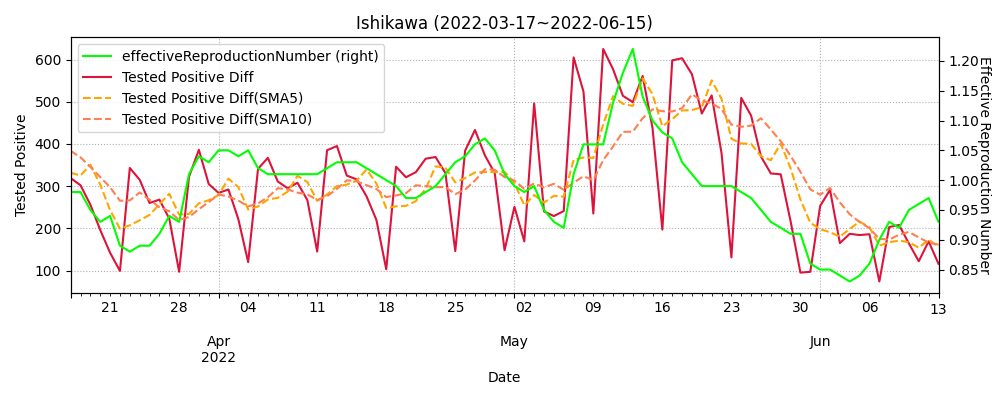 Ishikawa (2022-03-17~2022-06-15)
effectiveReproductionNumber (right)
Tested Positive Diff
Tested Positive Diff(SMA5)
Tested Positive Diff(SMA10)
Tested Positive
600
500
400
300
200
100
1.20
1.15
1.10
1.05
1.00
0.95
0.90
0.85
Effective Reproduction Number
21 28 04 11 18 25 02 09 16 23 30 06 13
Apr May Jun
2022
Date